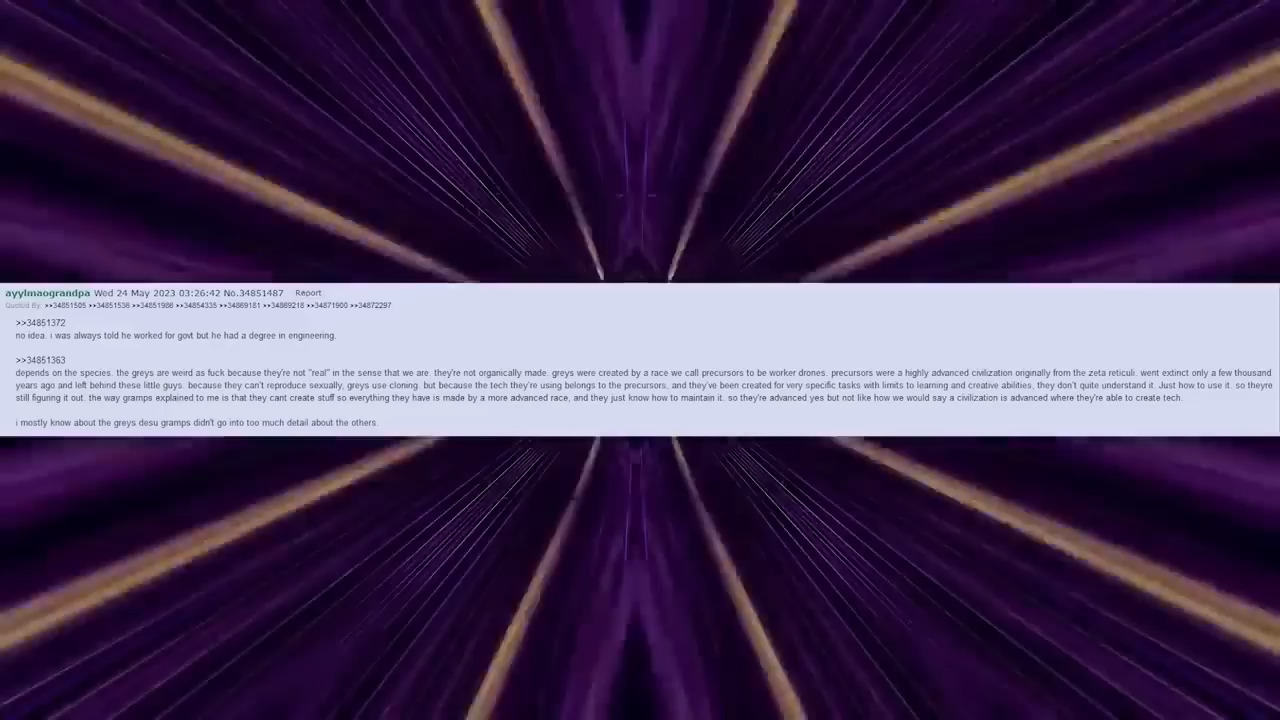 ayylmaograndpa Wed 24 May 2023 03:26:42 No.34851487 Report
Quoted By: >>34851505 >>34851536 >>34851986 >>34854335 >>34869181 >>34869218 >>34871900 >>34872297
>>34851372
no idea. i was always told he worked for govt but he had a degree in engineering.
>>34851363
depends on the species. the greys are weird as fuck because they're not "real" in the sense that we are. they're not organically made. greys were created by a race we call precursors to be worker drones. precursors were a highly advanced civilization originally from the zeta reticuli. went extinct only a few thousand
years ago and left behind these little guys. because they can't reproduce sexually, greys use cloning. but because the tech they're using belongs to the precursors, and they've been created for very specific tasks with limits to learning and creative abilities, they don't quite understand it. Just how to use it. so theyre
still figuring it out. the way gramps explained to me is that they cant create stuff so everything they have is made by a more advanced race, and they just know how to maintain it. so they're advanced yes but not like how we would say a civilization is advanced where they're able to create tech.
i mostly know about the greys desu gramps didn't go into too much detail about the others.